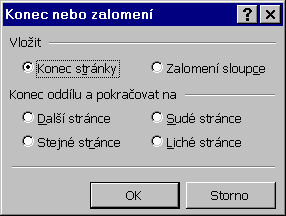 Konec nebo zalomení
Vložit
Konec stránky
Zalomení sloupce
Konec oddílu a pokračovat na
Další stránce
Sudé stránce
Stejné stránce
Liché stránce
OK
Storno